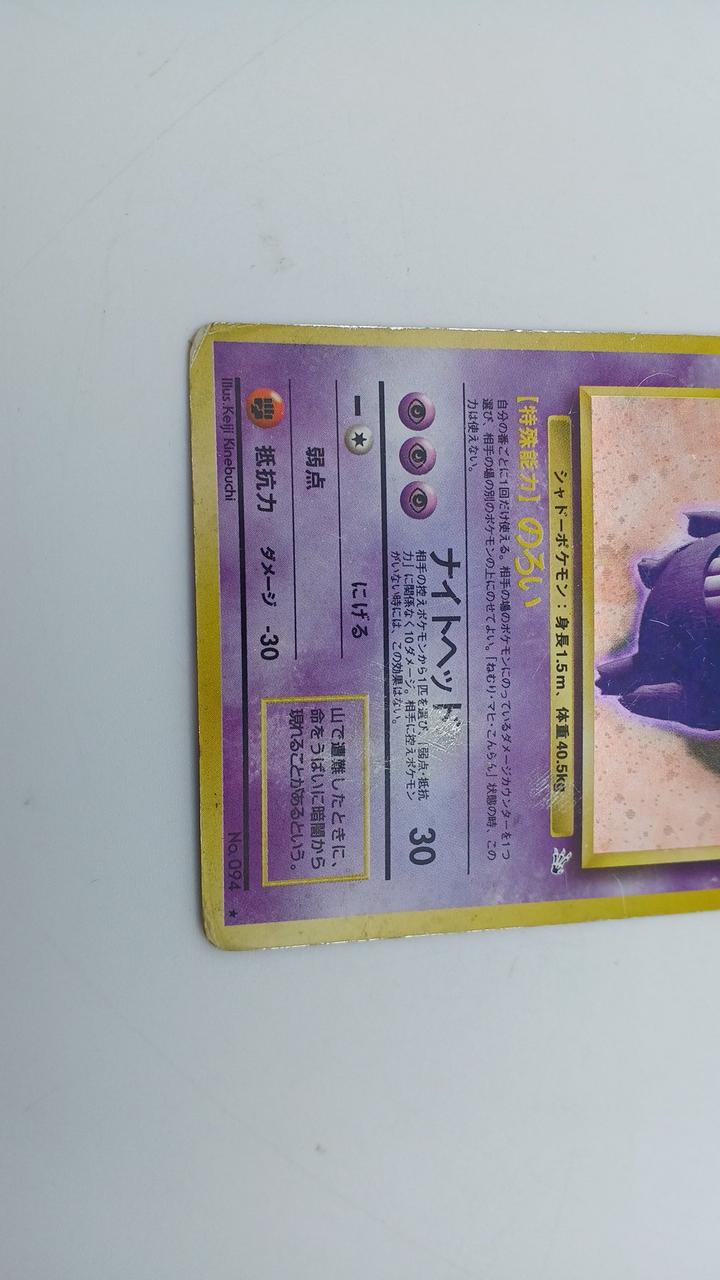 シャドーポケモン：身長1.5m、体重40.5kg
【特殊能力】のろい
自分の番ごとに1回だけ使える。相手の場のポケモンにのっているダメージカウンターを1つ
選び、相手の場の別のポケモンの上にのせてよい。「ねむり・マヒ・こんらん」状態の時、この
力は使えない。
ナイトヘッド 30
相手の控えポケモンから1匹を選び、「弱点・抵抗
力」に関係なく10ダメージ。相手に控えポケモン
がいない時には、この効果はない。
にげる
弱点
抵抗力 ダメージ -30
山で遭難したときに、
命をうばいに暗闇から
現れることがあるという。
Illus.Keiji Kinebuchi No.094 ★